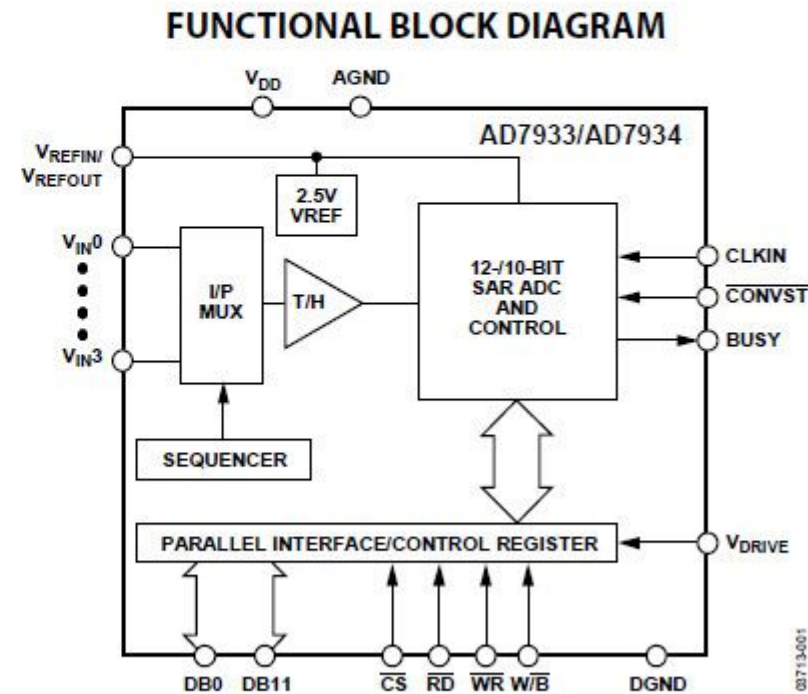 FUNCTIONAL BLOCK DIAGRAM
VDD AGND
AD7933/AD7934
VREFIN/
VREFOUT
2.5V
VREF
VIN0
VIN3
I/P
MUX
T/H
12-/10-BIT
SAR ADC
AND
CONTROL
CLKIN
CONVST
BUSY
SEQUENCER
PARALLEL INTERFACE/CONTROL REGISTER
VDRIVE
DB0 DB11 CS RD WR W/B DGND
03713-001